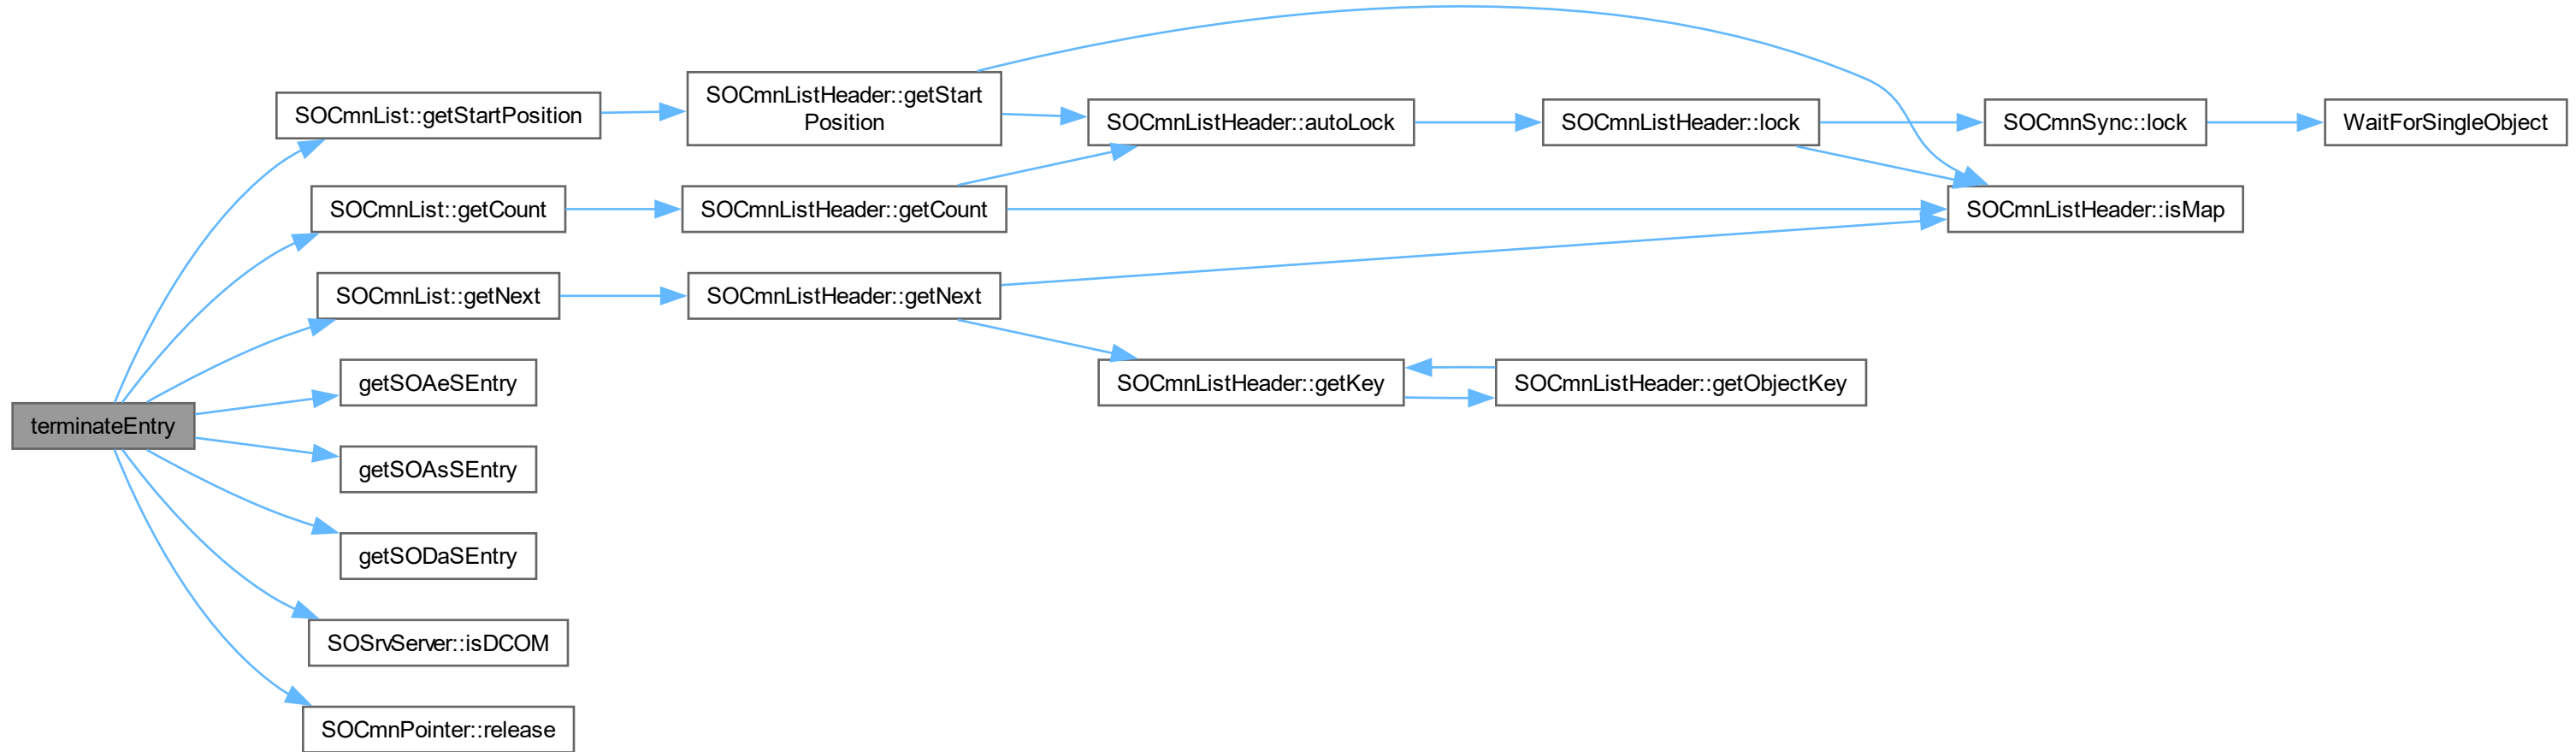 terminateEntry
SOCmnList::getStartPosition
SOCmnListHeader::getStart
Position
SOCmnListHeader::autoLock
SOCmnListHeader::lock
SOCmnSync::lock
WaitForSingleObject
SOCmnList::getCount
SOCmnListHeader::getCount
SOCmnListHeader::isMap
SOCmnList::getNext
SOCmnListHeader::getNext
SOCmnListHeader::getKey
SOCmnListHeader::getObjectKey
getSOAeSEntry
getSOAsSEntry
getSODaSEntry
SOSrvServer::isDCOM
SOCmnPointer::release